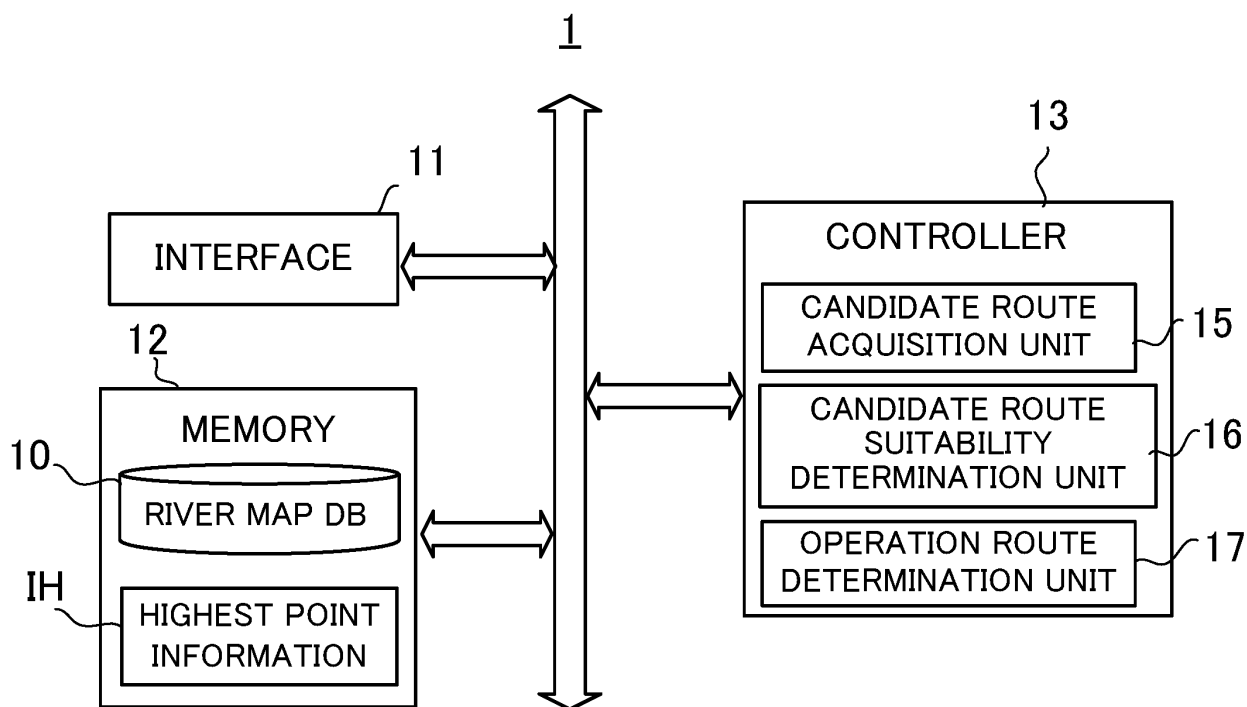 1
11
INTERFACE
12
MEMORY
10
RIVER MAP DB
IH
HIGHEST POINT
INFORMATION
13
CONTROLLER
CANDIDATE ROUTE
ACQUISITION UNIT
15
CANDIDATE ROUTE
SUITABILITY
DETERMINATION UNIT
16
OPERATION ROUTE
DETERMINATION UNIT
17